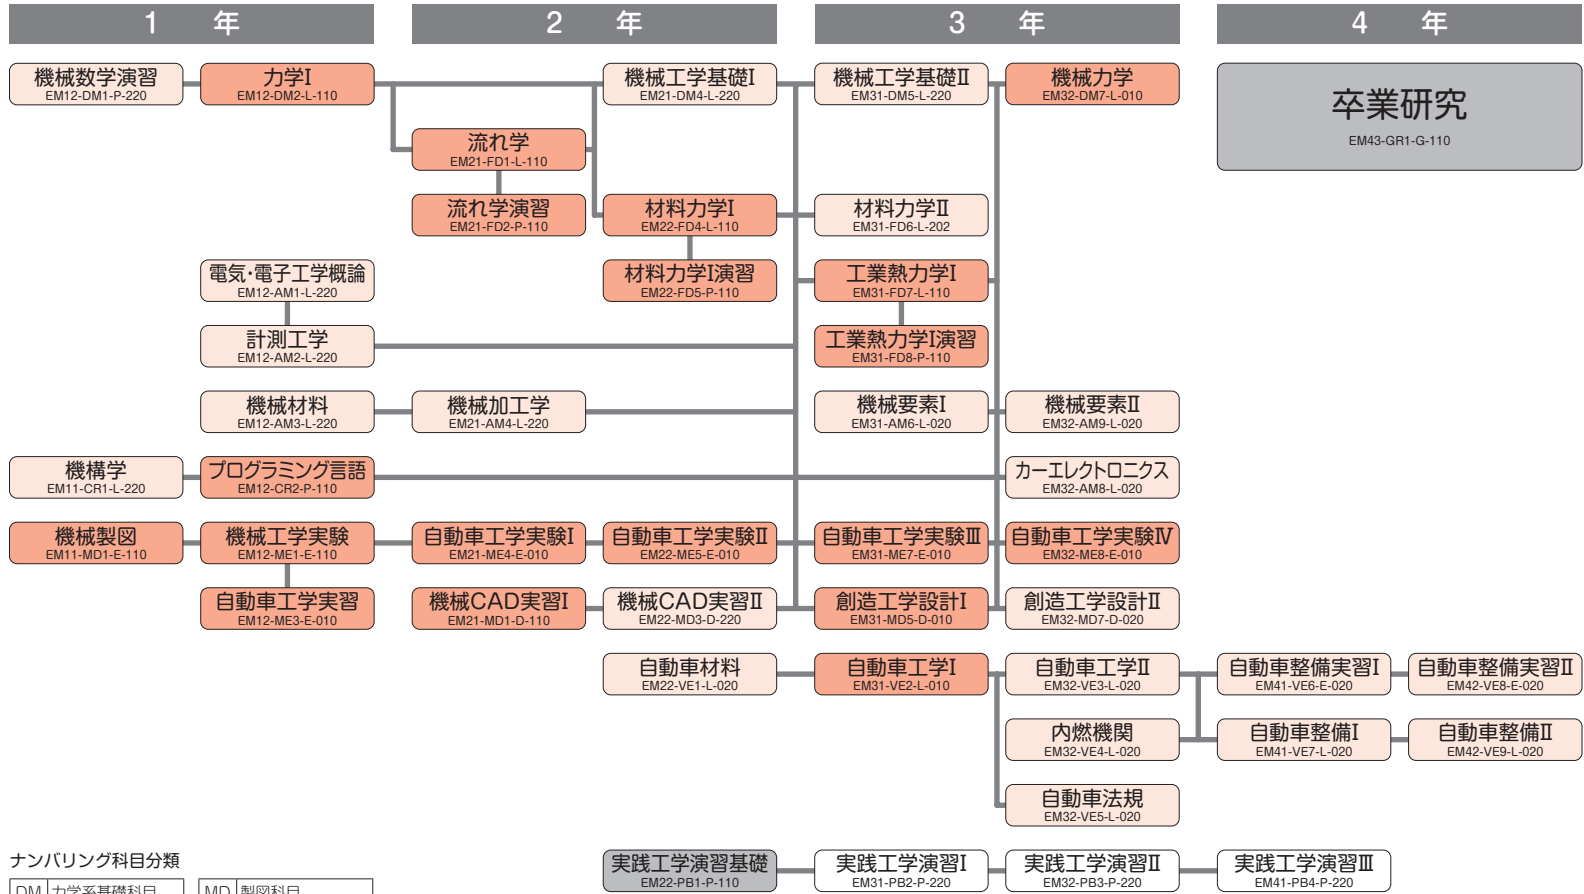 1 年
2 年
3 年
4 年
機械数学演習
EM12-DM1-P-220
力学I
EM12-DM2-L-110
機械工学基礎I
EM21-DM4-L-220
機械工学基礎II
EM31-DM5-L-220
機械力学
EM32-DM7-L-010
卒業研究
EM43-GR1-G-110
流れ学
EM21-FD1-L-110
流れ学演習
EM21-FD2-P-110
材料力学I
EM22-FD4-L-110
材料力学II
EM31-FD6-L-202
電気・電子工学概論
EM12-AM1-L-220
材料力学I演習
EM22-FD5-P-110
工業熱力学I
EM31-FD7-L-110
計測工学
EM12-AM2-L-220
工業熱力学I演習
EM31-FD8-P-110
機械材料
EM12-AM3-L-220
機械加工学
EM21-AM4-L-220
機械要素I
EM31-AM6-L-020
機械要素II
EM32-AM9-L-020
機構学
EM11-CR1-L-220
プログラミング言語
EM12-CR2-P-110
カーエレクトロニクス
EM32-AM8-L-020
機械製図
EM11-MD1-E-110
機械工学実験
EM12-ME1-E-110
自動車工学実験I
EM21-ME4-E-010
自動車工学実験II
EM22-ME5-E-010
自動車工学実験III
EM31-ME7-E-010
自動車工学実験IV
EM32-ME8-E-010
自動車工学実習
EM12-ME3-E-010
機械CAD実習I
EM21-MD1-D-110
機械CAD実習II
EM22-MD3-D-220
創造工学設計I
EM31-MD5-D-010
創造工学設計II
EM32-MD7-D-020
自動車材料
EM22-VE1-L-020
自動車工学I
EM31-VE2-L-010
自動車工学II
EM32-VE3-L-020
自動車整備実習I
EM41-VE6-E-020
自動車整備実習II
EM42-VE8-E-020
内燃機関
EM32-VE4-L-020
自動車整備I
EM41-VE7-L-020
自動車整備II
EM42-VE9-L-020
自動車法規
EM32-VE5-L-020
実践工学演習基礎
EM22-PB1-P-110
実践工学演習I
EM31-PB2-P-220
実践工学演習II
EM32-PB3-P-220
実践工学演習III
EM41-PB4-P-220
ナンバリング科目分類
DM 力学系基礎科目
MD 製図科目